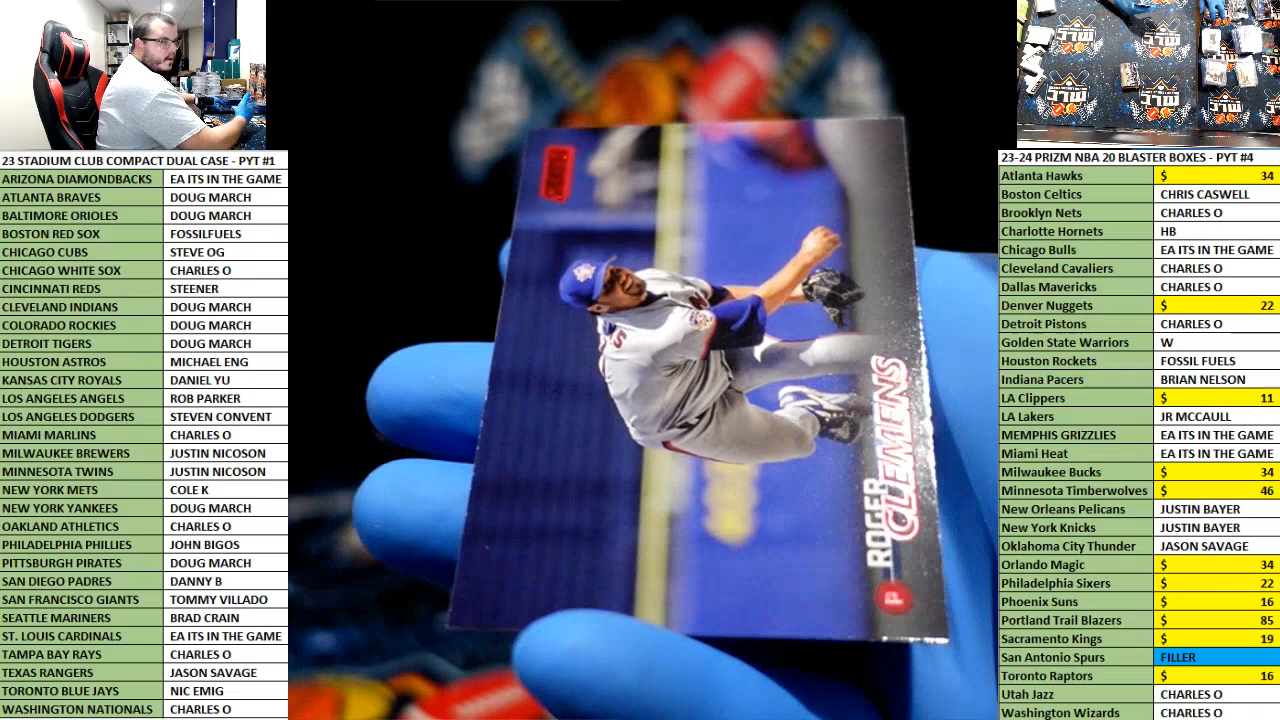 23 STADIUM CLUB COMPACT DUAL CASE - PYT #1
ARIZONA DIAMONDBACKS EA ITS IN THE GAME
ATLANTA BRAVES DOUG MARCH
BALTIMORE ORIOLES DOUG MARCH
BOSTON RED SOX FOSSILFUELS
CHICAGO CUBS STEVE OG
CHICAGO WHITE SOX CHARLES O
CINCINNATI REDS STEENER
CLEVELAND INDIANS DOUG MARCH
COLORADO ROCKIES DOUG MARCH
DETROIT TIGERS DOUG MARCH
HOUSTON ASTROS MICHAEL ENG
KANSAS CITY ROYALS DANIEL YU
LOS ANGELES ANGELS ROB PARKER
LOS ANGELES DODGERS STEVEN CONVENT
MIAMI MARLINS CHARLES O
MILWAUKEE BREWERS JUSTIN NICOSON
MINNESOTA TWINS JUSTIN NICOSON
NEW YORK METS COLE K
NEW YORK YANKEES DOUG MARCH
OAKLAND ATHLETICS CHARLES O
PHILADELPHIA PHILLIES JOHN BIGOS
PITTSBURGH PIRATES DOUG MARCH
SAN DIEGO PADRES DANNY B
SAN FRANCISCO GIANTS TOMMY VILLADO
SEATTLE MARINERS BRAD CRAIN
ST. LOUIS CARDINALS EA ITS IN THE GAME
TAMPA BAY RAYS CHARLES O
TEXAS RANGERS JASON SAVAGE
TORONTO BLUE JAYS NIC EMIG
WASHINGTON NATIONALS CHARLES O
P ROGER
CLEMENS
23-24 PRIZM NBA 20 BLASTER BOXES - PYT #4
Atlanta Hawks $ 34
Boston Celtics CHRIS CASWELL
Brooklyn Nets CHARLES O
Charlotte Hornets HB
Chicago Bulls EA ITS IN THE GAME
Cleveland Cavaliers CHARLES O
Dallas Mavericks CHARLES O
Denver Nuggets $ 22
Detroit Pistons CHARLES O
Golden State Warriors W
Houston Rockets FOSSIL FUELS
Indiana Pacers BRIAN NELSON
LA Clippers $ 11
LA Lakers JR MCCAULL
MEMPHIS GRIZZLIES EA ITS IN THE GAME
Miami Heat EA ITS IN THE GAME
Milwaukee Bucks $ 34
Minnesota Timberwolves $ 46
New Orleans Pelicans JUSTIN BAYER
New York Knicks JUSTIN BAYER
Oklahoma City Thunder JASON SAVAGE
Orlando Magic $ 34
Philadelphia Sixers $ 22
Phoenix Suns $ 16
Portland Trail Blazers $ 85
Sacramento Kings $ 19
San Antonio Spurs FILLER
Toronto Raptors $ 16
Utah Jazz CHARLES O
Washington Wizards CHARLES O